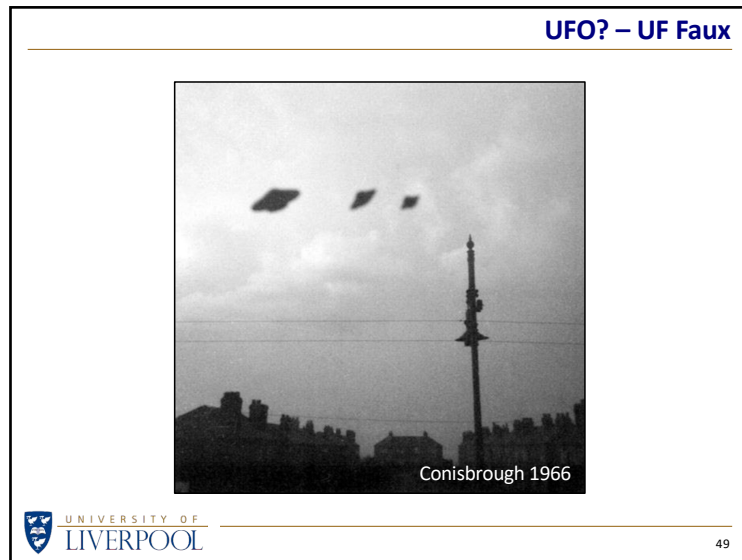 UFO? – UF Faux
Conisbrough 1966
UNIVERSITY OF
LIVERPOOL
49